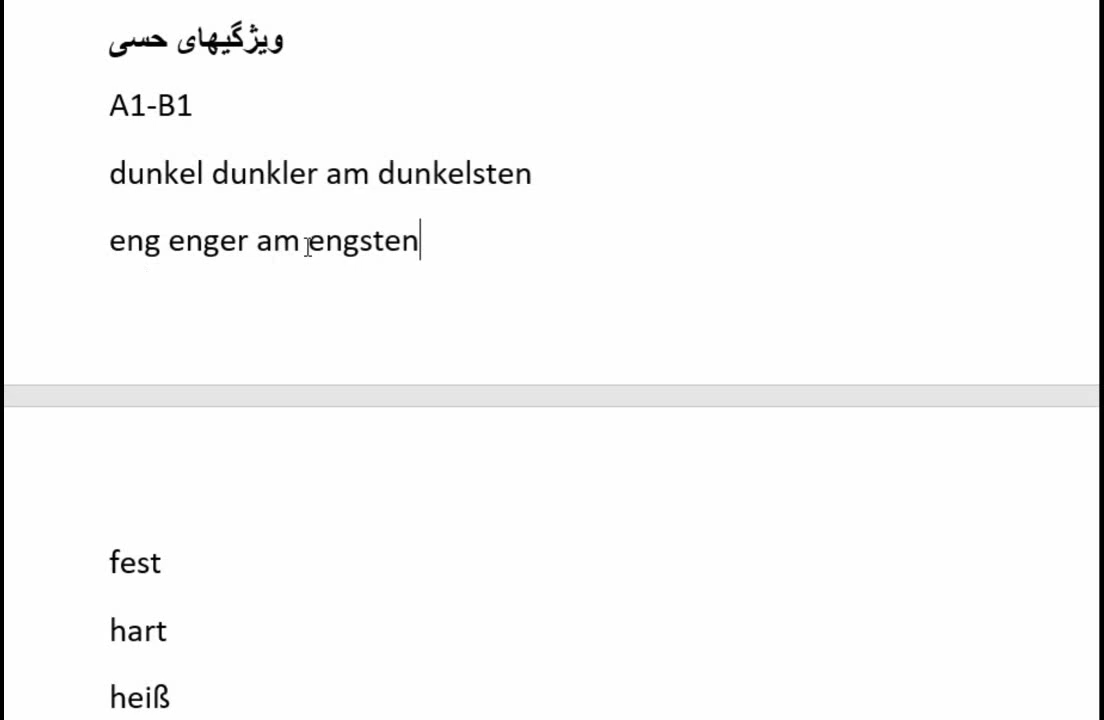 ویژگیهای حسی
A1-B1
dunkel dunkler am dunkelsten
eng enger am engsten
fest
hart
heiß